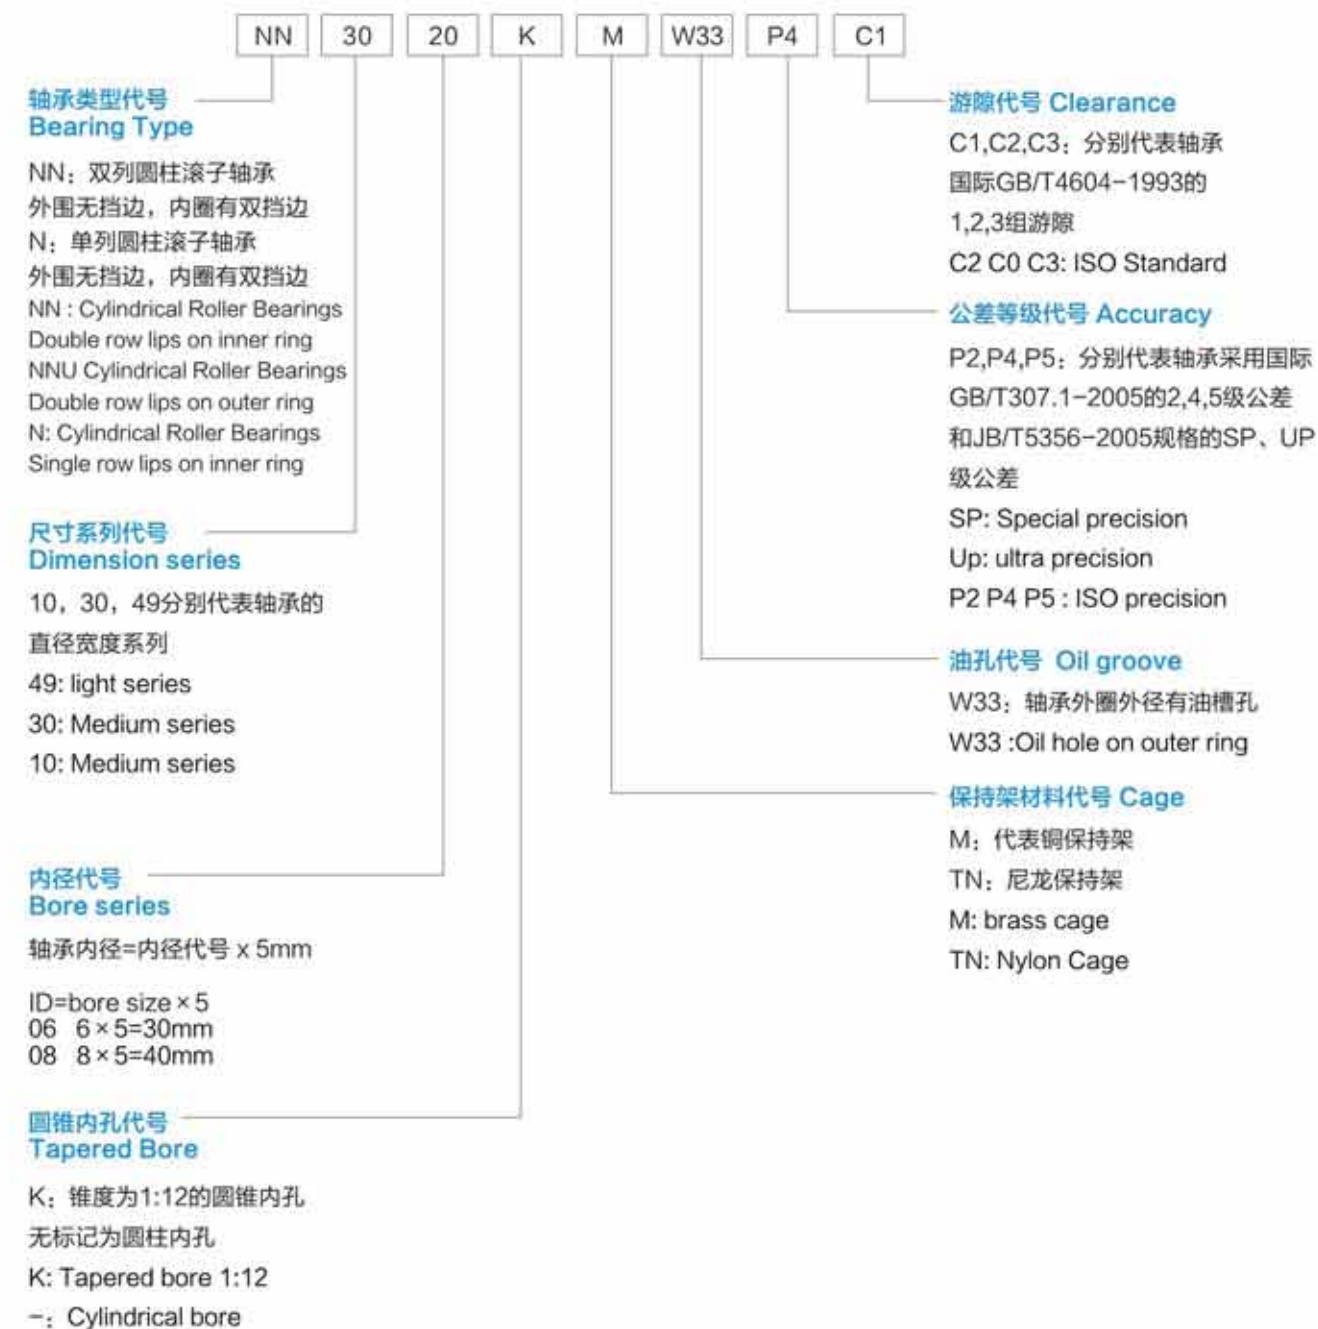 NN 30 20 K M W33 P4 C1
轴承类型代号
Bearing Type
NN：双列圆柱滚子轴承
外围无挡边，内圈有双挡边
N：单列圆柱滚子轴承
外围无挡边，内圈有双挡边
NN : Cylindrical Roller Bearings
Double row lips on inner ring
NNU Cylindrical Roller Bearings
Double row lips on outer ring
N: Cylindrical Roller Bearings
Single row lips on inner ring
尺寸系列代号
Dimension series
10，30，49分别代表轴承的
直径宽度系列
49: light series
30: Medium series
10: Medium series
内径代号
Bore series
轴承内径=内径代号 x 5mm
ID=bore size×5
06 6×5=30mm
08 8×5=40mm
圆锥内孔代号
Tapered Bore
K：锥度为1:12的圆锥内孔
无标记为圆柱内孔
K: Tapered bore 1:12
-：Cylindrical bore
游隙代号 Clearance
C1,C2,C3：分别代表轴承
国际GB/T4604-1993的
1,2,3组游隙
C2 C0 C3: ISO Standard
公差等级代号 Accuracy
P2,P4,P5：分别代表轴承采用国际
GB/T307.1-2005的2,4,5级公差
和JB/T5356-2005规格的SP、UP
级公差
SP: Special precision
Up: ultra precision
P2 P4 P5 : ISO precision
油孔代号 Oil groove
W33：轴承外圈外径有油槽孔
W33 :Oil hole on outer ring
保持架材料代号 Cage
M：代表铜保持架
TN：尼龙保持架
M: brass cage
TN: Nylon Cage